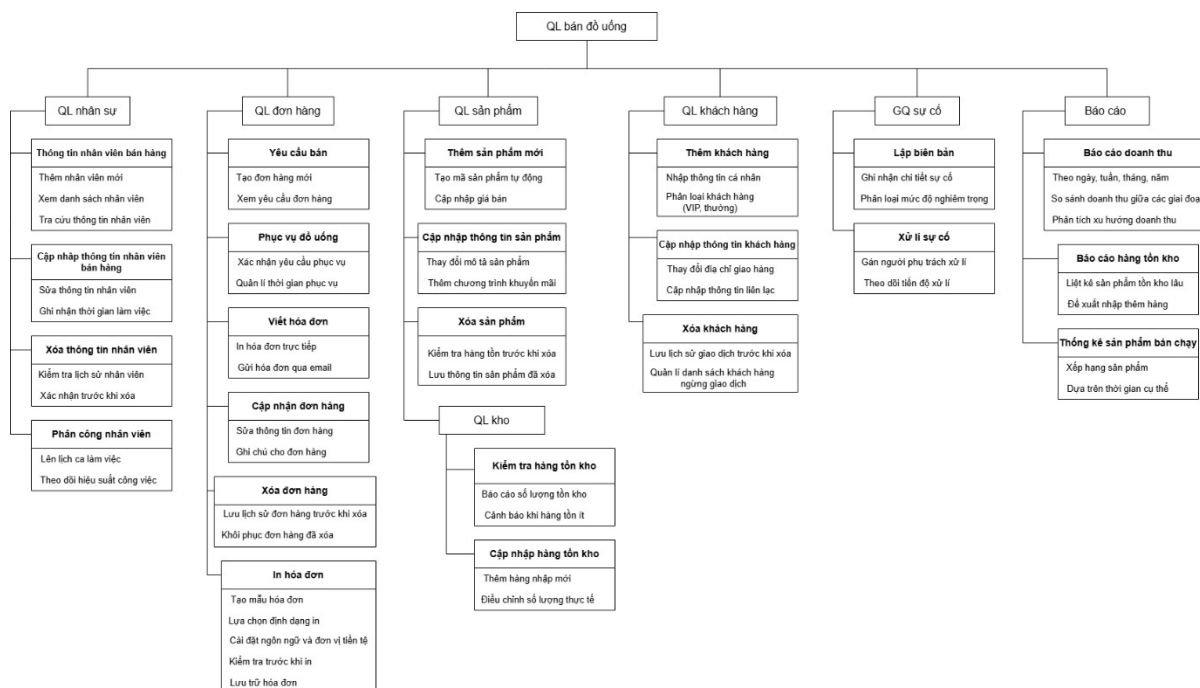 QL bán đồ uống
QL nhân sự
Thông tin nhân viên bán hàng
Thêm nhân viên mới
Xem danh sách nhân viên
Tra cứu thông tin nhân viên
Cập nhập thông tin nhân viên
bán hàng
Sửa thông tin nhân viên
Ghi nhận thời gian làm việc
Xóa thông tin nhân viên
Kiểm tra lịch sử nhân viên
Xác nhận trước khi xóa
Phân công nhân viên
Lên lịch ca làm việc
Theo dõi hiệu suất công việc
QL đơn hàng
Yêu cầu bán
Tạo đơn hàng mới
Xem yêu cầu đơn hàng
Phục vụ đồ uống
Xác nhận yêu cầu phục vụ
Quản lí thời gian phục vụ
Viết hóa đơn
In hóa đơn trực tiếp
Gửi hóa đơn qua email
Cập nhận đơn hàng
Sửa thông tin đơn hàng
Ghi chú cho đơn hàng
Xóa đơn hàng
Lưu lịch sử đơn hàng trước khi xóa
Khôi phục đơn hàng đã xóa
In hóa đơn
Tạo mẫu hóa đơn
Lựa chọn định dạng in
Cài đặt ngôn ngữ và đơn vị tiền tệ
Kiểm tra trước khi in
Lưu trữ hóa đơn
QL sản phẩm
Thêm sản phẩm mới
Tạo mã sản phẩm tự động
Cập nhập giá bán
Cập nhập thông tin sản phẩm
Thay đổi mô tả sản phẩm
Thêm chương trình khuyến mãi
Xóa sản phẩm
Kiểm tra hàng tồn trước khi xóa
Lưu thông tin sản phẩm đã xóa
QL kho
Kiểm tra hàng tồn kho
Báo cáo số lượng tồn kho
Cảnh báo khi hàng tồn ít
Cập nhập hàng tồn kho
Thêm hàng nhập mới
Điều chỉnh số lượng thực tế
QL khách hàng
Thêm khách hàng
Nhập thông tin cá nhân
Phân loại khách hàng
(VIP, thường)
Cập nhập thông tin khách hàng
Thay đổi địa chỉ giao hàng
Cập nhập thông tin liên lạc
Xóa khách hàng
Lưu lịch sử giao dịch trước khi xóa
Quản lí danh sách khách hàng
ngừng giao dịch
GQ sự cố
Lập biên bản
Ghi nhận chi tiết sự cố
Phân loại mức độ nghiêm trọng
Xử lí sự cố
Gán người phụ trách xử lí
Theo dõi tiến độ xử lí
Báo cáo
Báo cáo doanh thu
Theo ngày, tuần, tháng, năm
So sánh doanh thu giữa các giai đoạ
Phân tích xu hướng doanh thu
Báo cáo hàng tồn kho
Liệt kê sản phẩm tồn kho lâu
Đề xuất nhập thêm hàng
Thống kê sản phẩm bán chạy
Xếp hạng sản phẩm
Dựa trên thời gian cụ thể